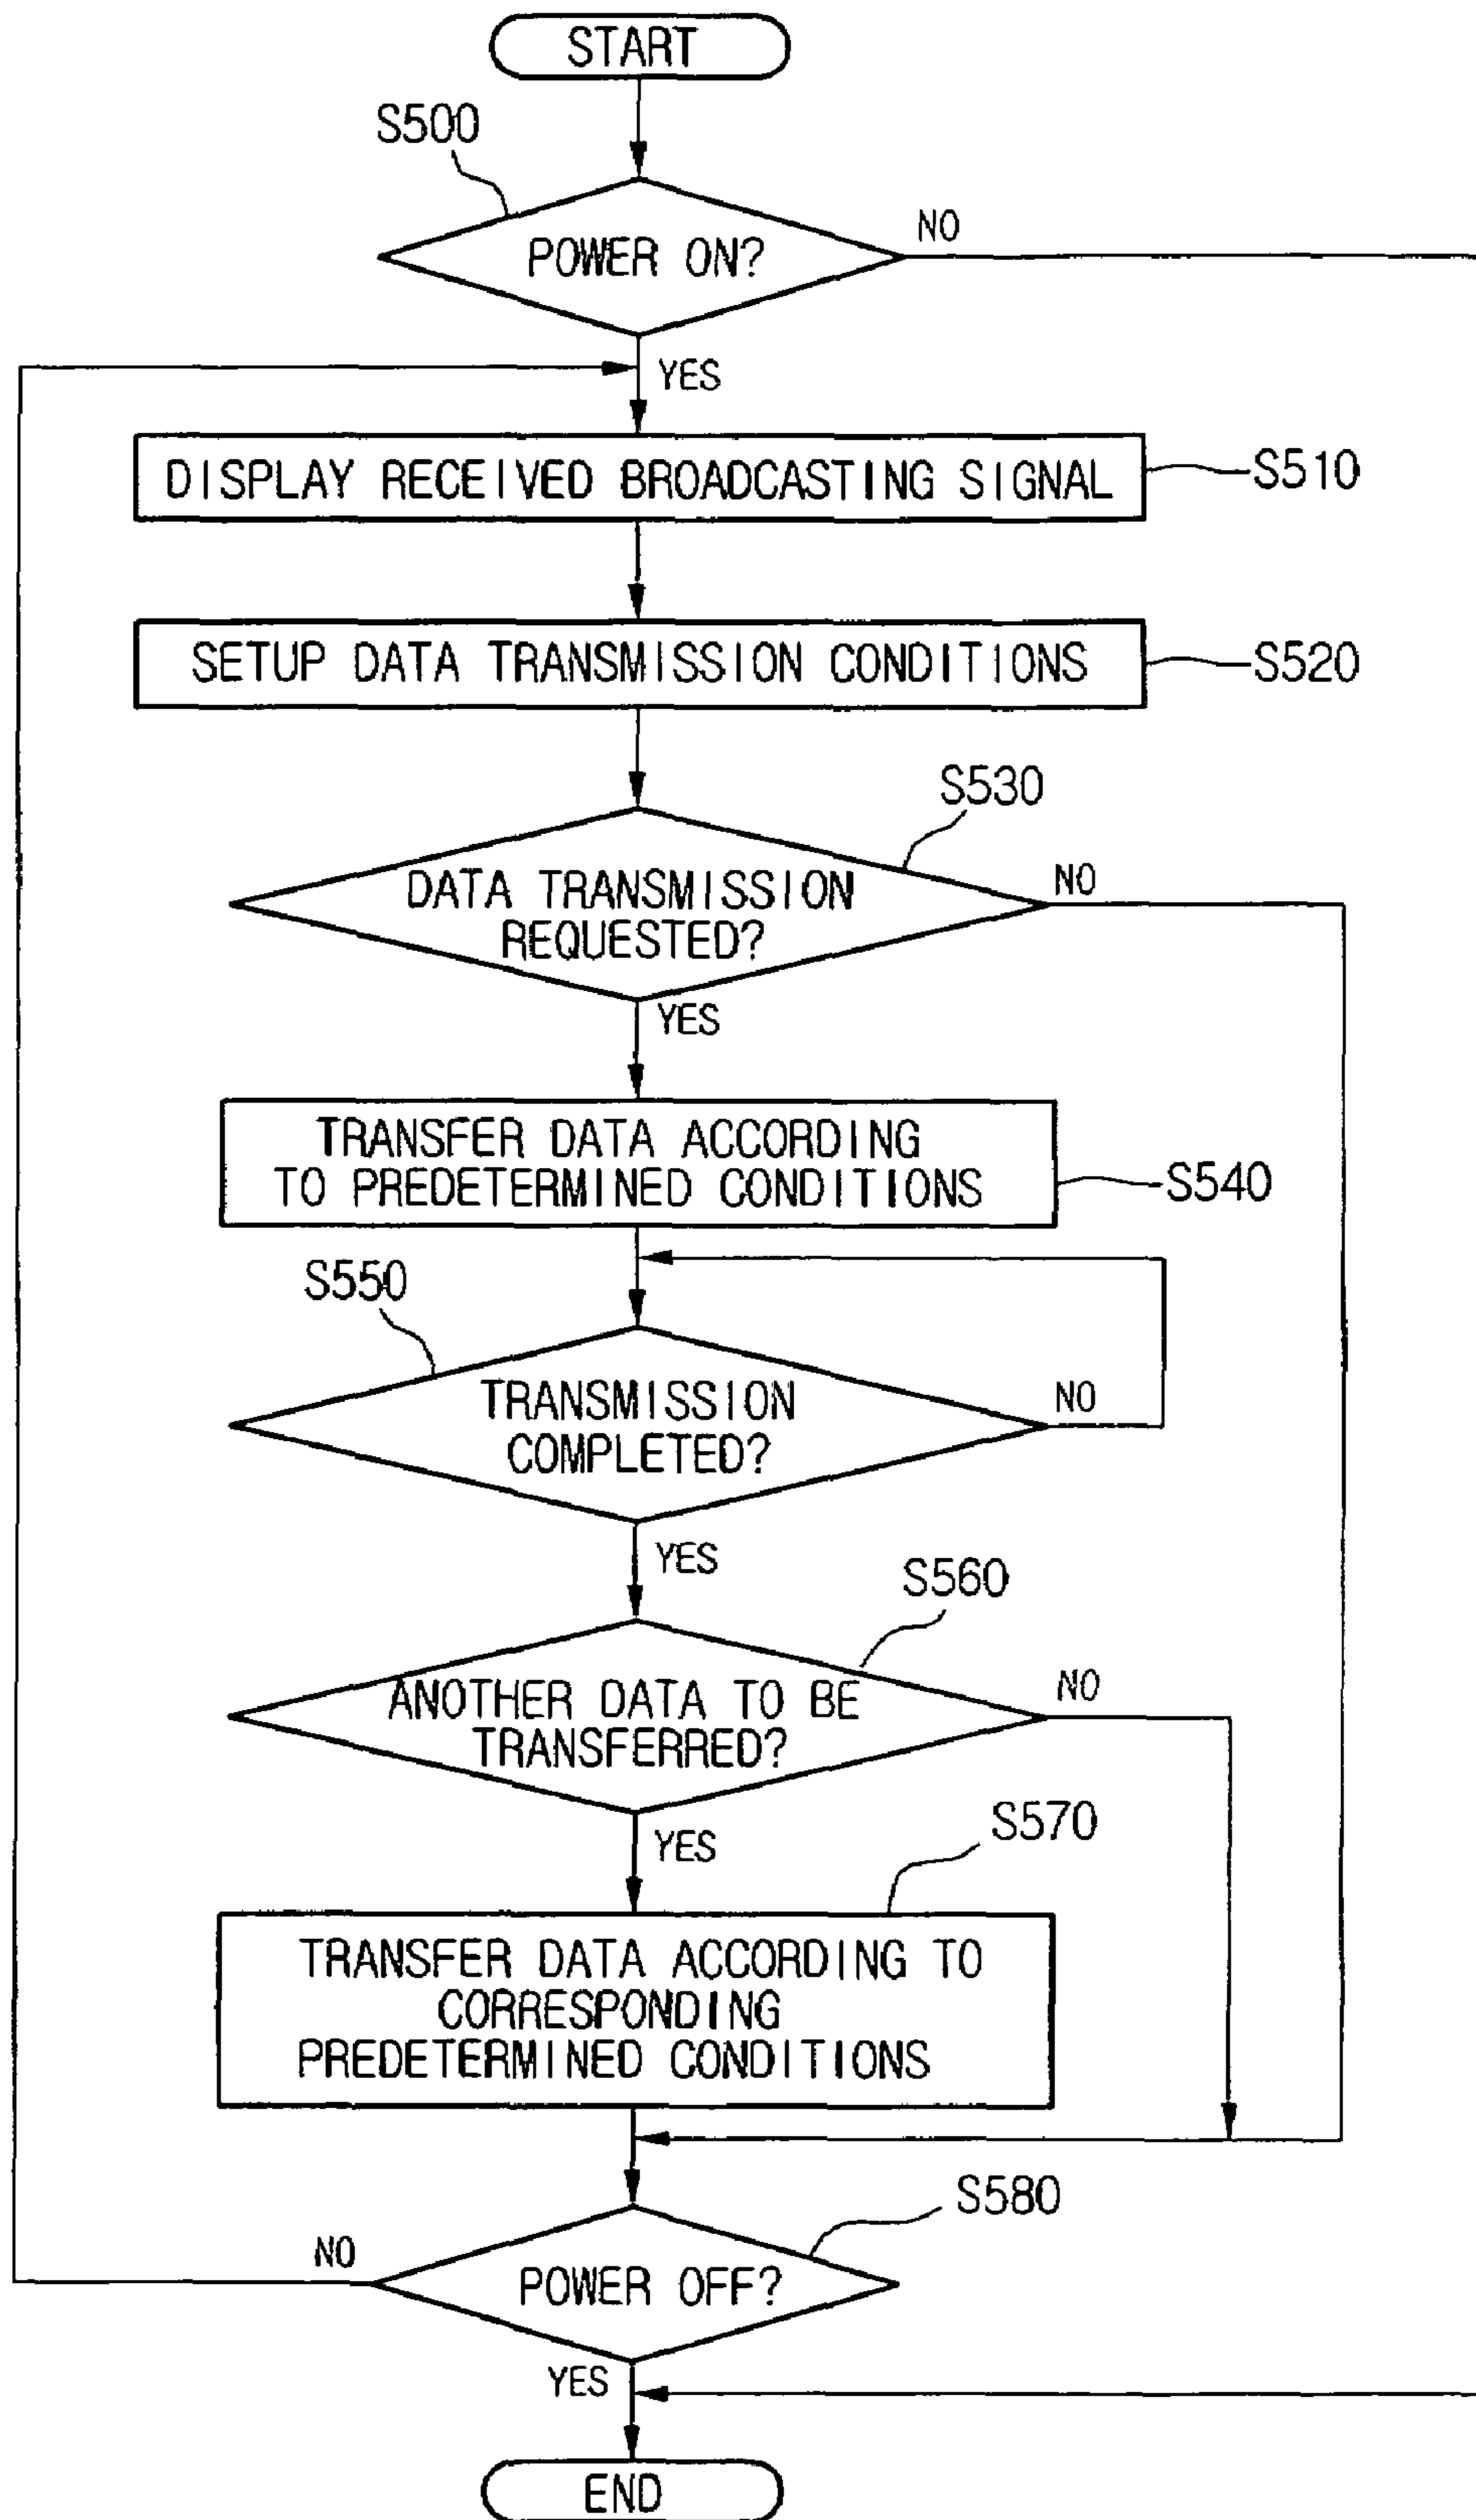 START
S500
POWER ON?
NO
YES
DISPLAY RECEIVED BROADCASTING SIGNAL
S510
SETUP DATA TRANSMISSION CONDITIONS
S520
S530
DATA TRANSMISSION
REQUESTED?
NO
YES
TRANSFER DATA ACCORDING
TO PREDETERMINED CONDITIONS
S540
S550
TRANSMISSION
COMPLETED?
NO
YES
S560
ANOTHER DATA TO BE
TRANSFERRED?
NO
YES
S570
TRANSFER DATA ACCORDING TO
CORRESPONDING
PREDETERMINED CONDITIONS
S580
POWER OFF?
NO
YES
END